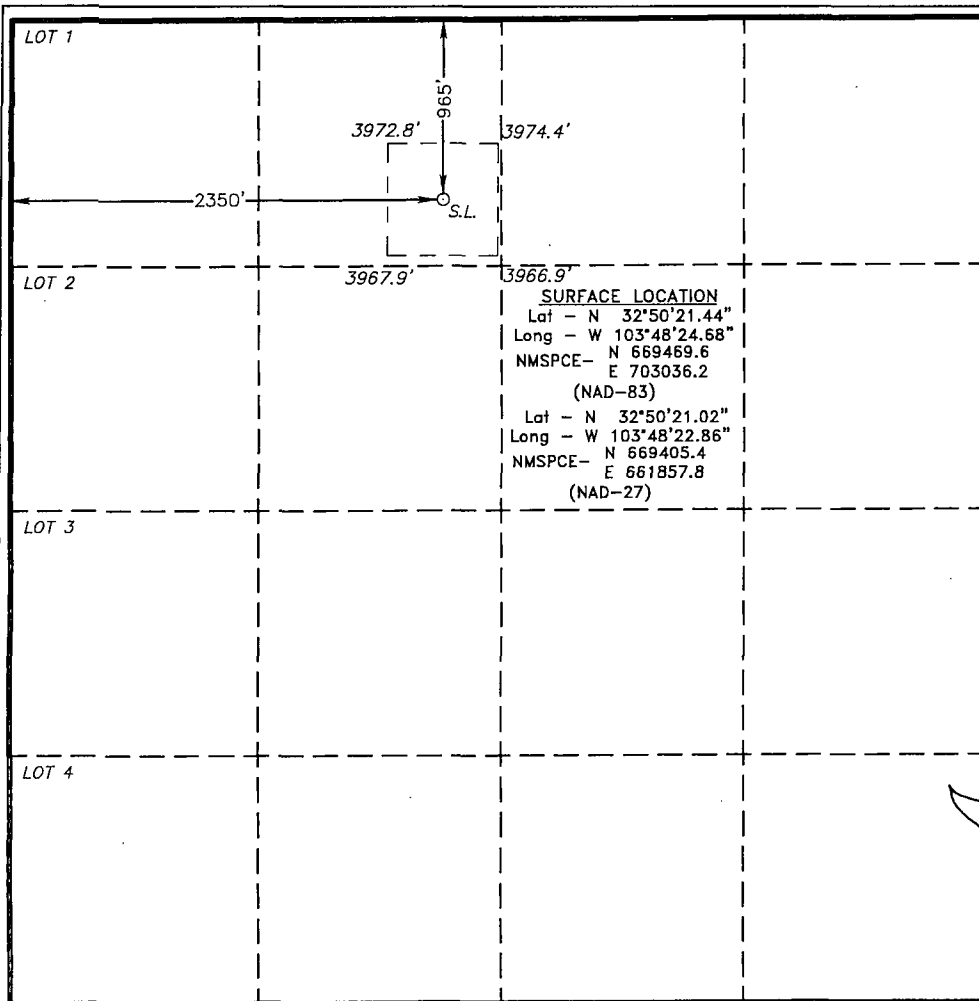 LOT 1
965'
3972.8'
3974.4'
2350'
S.L.
LOT 2
3967.9'
3966.9'
SURFACE LOCATION
Lat - N 32°50'21.44"
Long - W 103°48'24.68"
NMSPCE- N 669469.6
E 703036.2
(NAD-83)
Lat - N 32°50'21.02"
Long - W 103°48'22.86"
NMSPCE- N 669405.4
E 661857.8
(NAD-27)
LOT 3
LOT 4